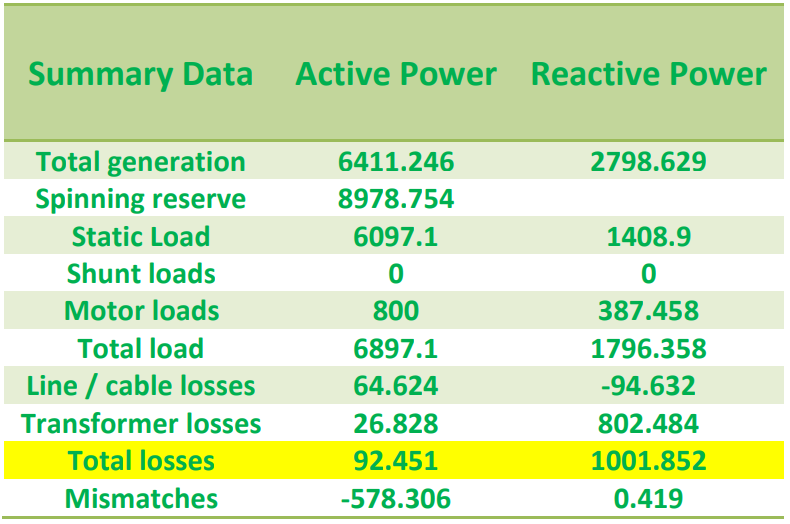 Summary Data Active Power Reactive Power
Total generation 6411.246 2798.629
Spinning reserve 8978.754
Static Load 6097.1 1408.9
Shunt loads 0 0
Motor loads 800 387.458
Total load 6897.1 1796.358
Line / cable losses 64.624 -94.632
Transformer losses 26.828 802.484
Total losses 92.451 1001.852
Mismatches -578.306 0.419